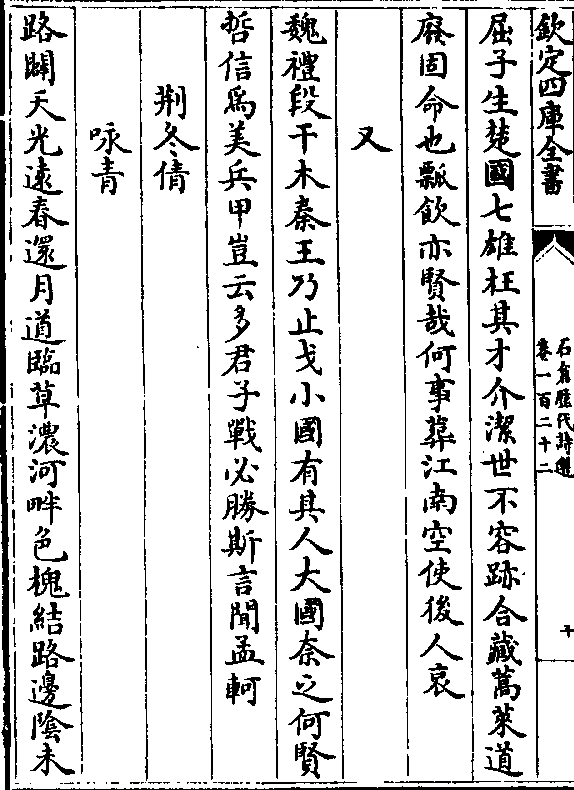 欽定四庫全書
石倉歷代詩選
卷一百二十二
十
屈子生楚國七雄枉其才介潔世不容跡合藏蒿萊道
廢固命也瓢飲亦賢哉何事葬江南空使後人哀
又
魏禮段干木秦王乃止戈小國有其人大國奈之何賢
哲信為美兵甲豈云多君子戰必勝斯言聞孟軻
荆冬倩
咏青
路闢天光遠春還月道臨草濃河畔色槐結路邊陰未